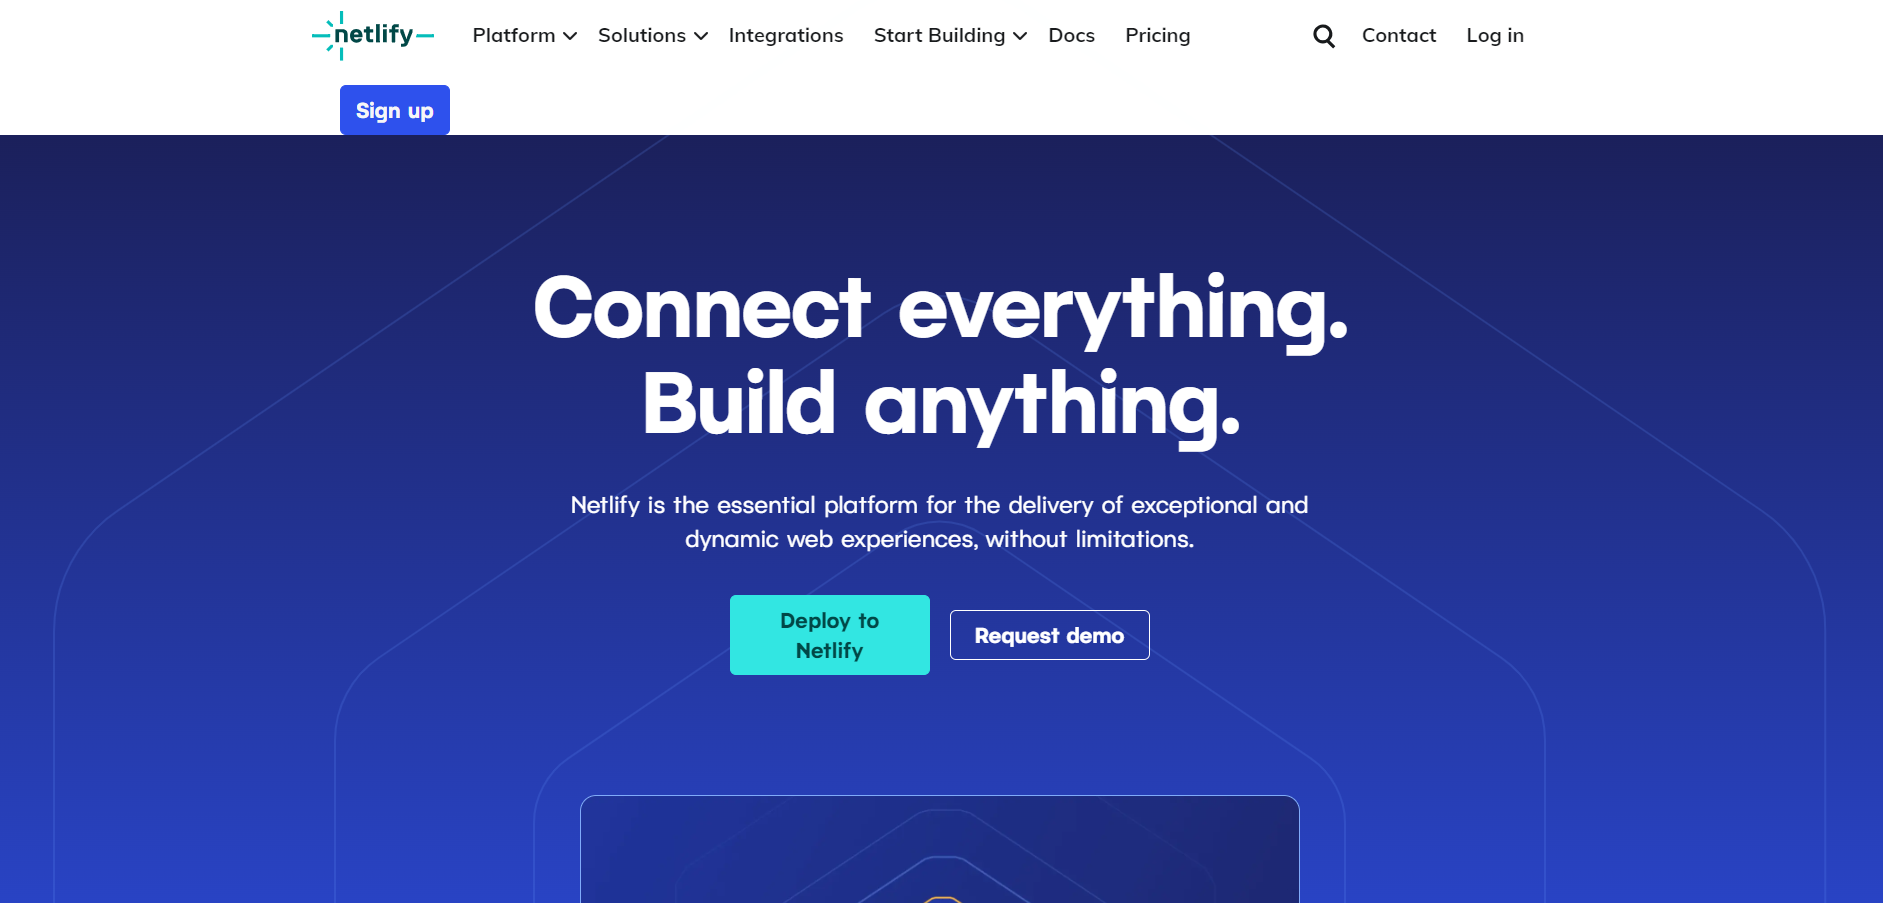 netlify Platform Solutions Integrations Start Building Docs Pricing Contact Log in
Sign up
Connect everything.
Build anything.
Netlify is the essential platform for the delivery of exceptional and
dynamic web experiences, without limitations.
Deploy to
Netlify
Request demo